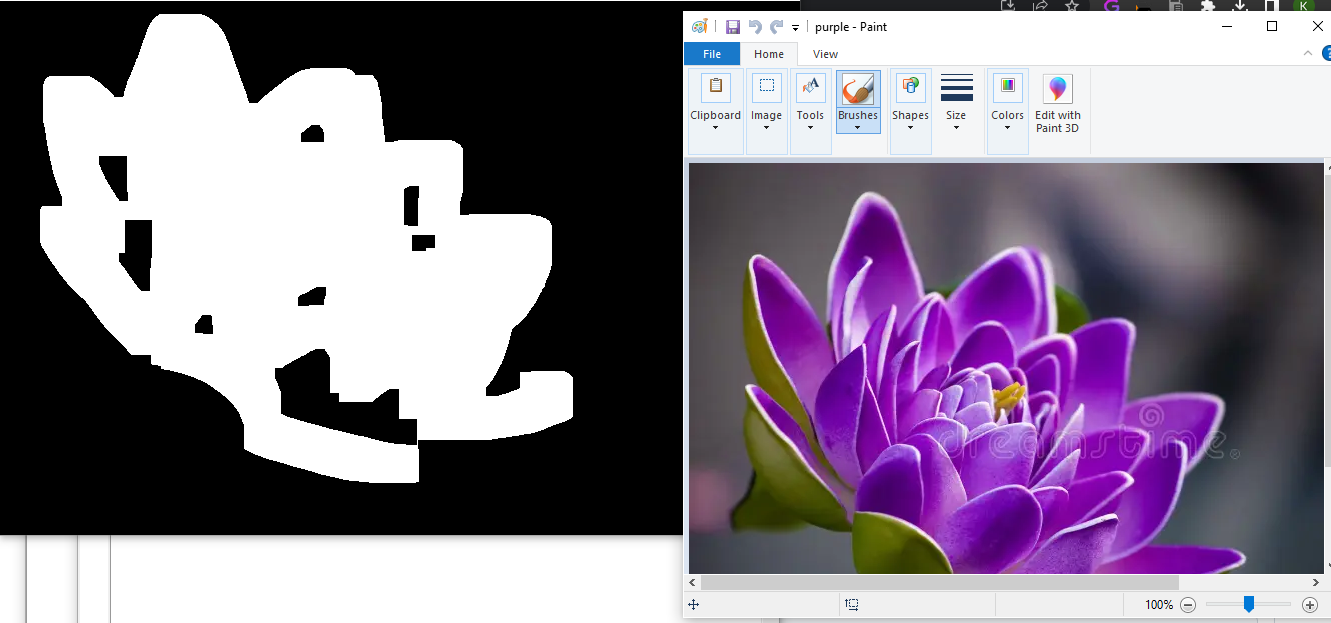 K
purple - Paint
File
Home
View
Clipboard
Image
Tools
Brushes
Shapes
Size
Colors
Edit with
Paint 3D
dreamstime
100%